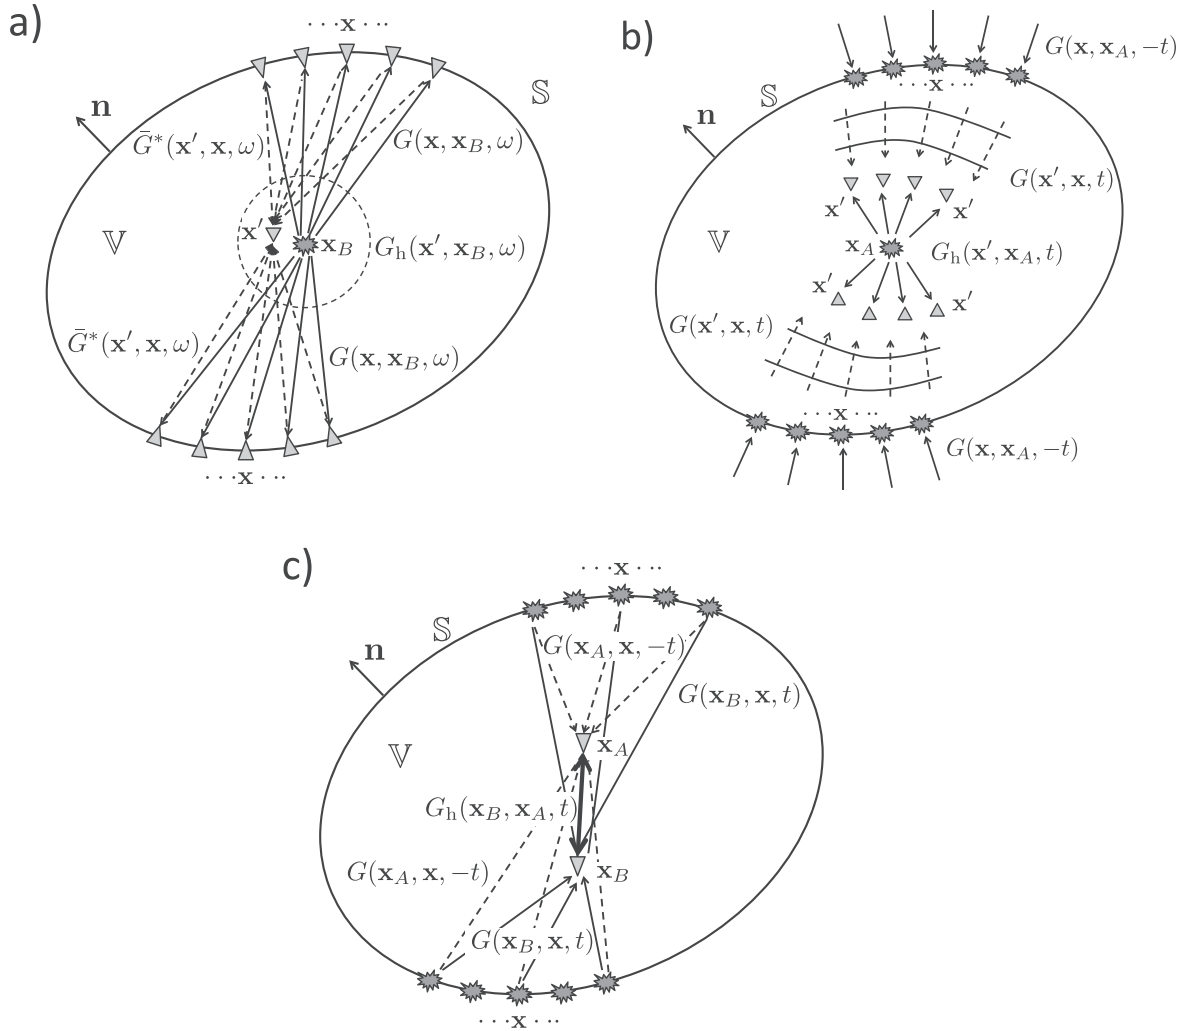 a)
· · · x · ··
n
𝕊
Ḡ*(x′, x, ω)
G(x, x_B, ω)
𝕍
x′
x_B
G_h(x′, x_B, ω)
Ḡ*(x′, x, ω)
G(x, x_B, ω)
· · · x · ··
b)
G(x, x_A, −t)
𝕊
· · · x · ··
n
G(x′, x, t)
x′
x′
𝕍
x_A
G_h(x′, x_A, t)
x′
x′
G(x′, x, t)
· · · x · ··
G(x, x_A, −t)
c)
· · · x · ··
𝕊
n
G(x_A, x, −t)
G(x_B, x, t)
𝕍
x_A
G_h(x_B, x_A, t)
G(x_A, x, −t)
x_B
G(x_B, x, t)
· · · x · ··